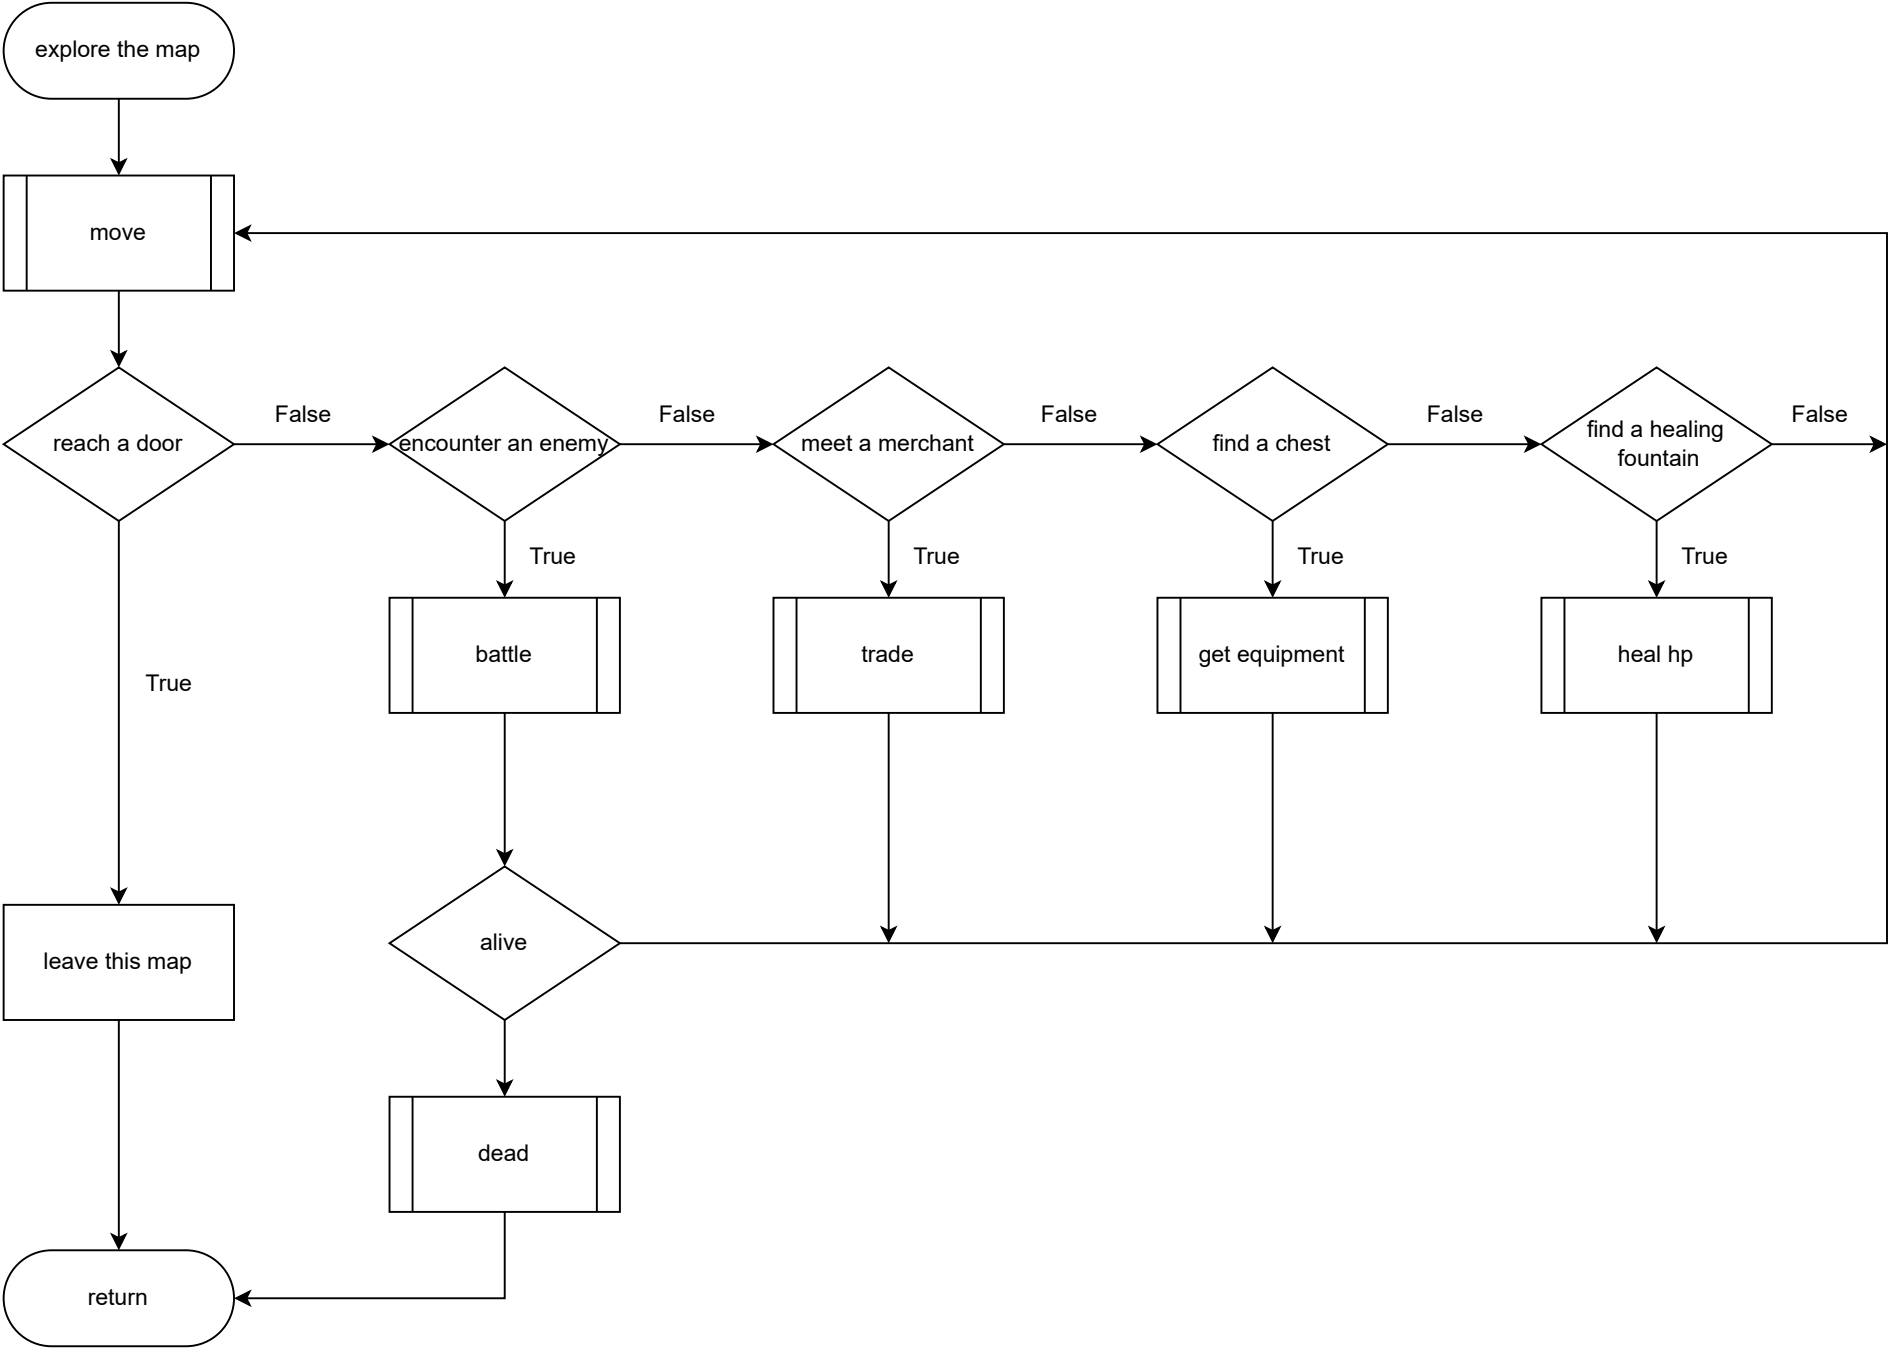 explore the map
move
reach a door
False
encounter an enemy
False
meet a merchant
False
find a chest
False
find a healing
fountain
False
True
True
True
True
battle
trade
get equipment
heal hp
True
alive
leave this map
dead
return